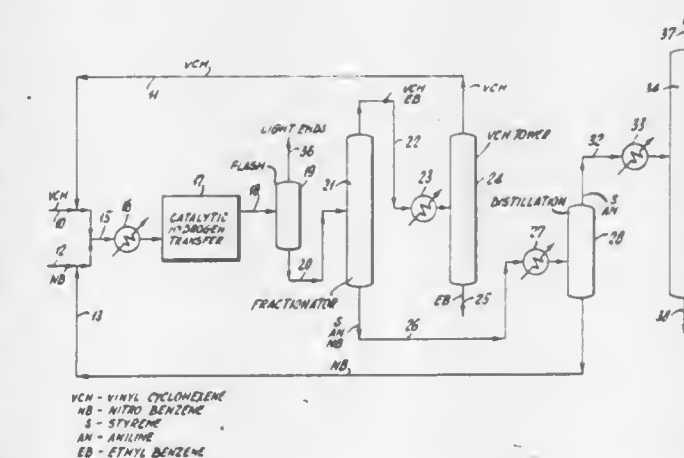 37
VCH
11
34
VCH
EB
VCH
LIGHT ENDS
36
FLASH
19
22
VCH TOWER
32
33
17
18
21
23
24
16
VCH
15
10
CATALYTIC
HYDROGEN
TRANSFER
DISTILLATION
S
AN
12
NB
20
27
28
FRACTIONATOR
EB
25
S
AN
NB
26
38
13
NB
VCH - VINYL CYCLOHEXENE
NB - NITRO BENZENE
S - STYRENE
AN - ANILINE
EB - ETHYL BENZENE